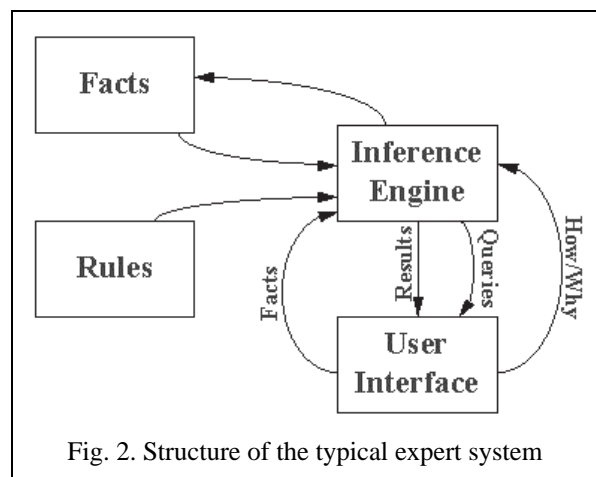 Facts
Inference
Engine
Rules
Facts
Results
Queries
How/Why
User
Interface
Fig. 2. Structure of the typical expert system